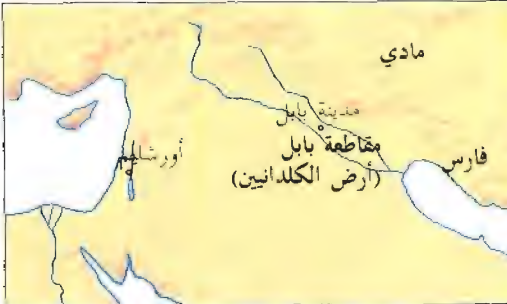 مادي
مدينة بابل
أورشليم
مقاطعة بابل
فارس
(أرض الكلدانيين)